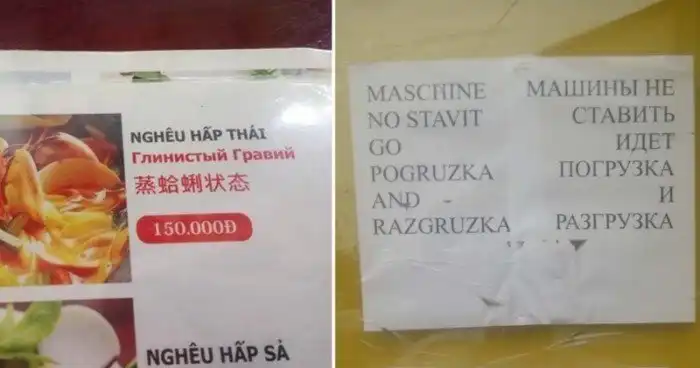 NGHÊU HẤP THÁI
Глинистый Гравий
蒸蛤蜊状态
150.000Đ
NGHÊU HẤP SẢ
MASCHINE
NO STAVIT
GO
POGRUZKA
AND
RAZGRUZKA
МАШИНЫ НЕ
СТАВИТЬ
ИДЕТ
ПОГРУЗКА
И
РАЗГРУЗКА